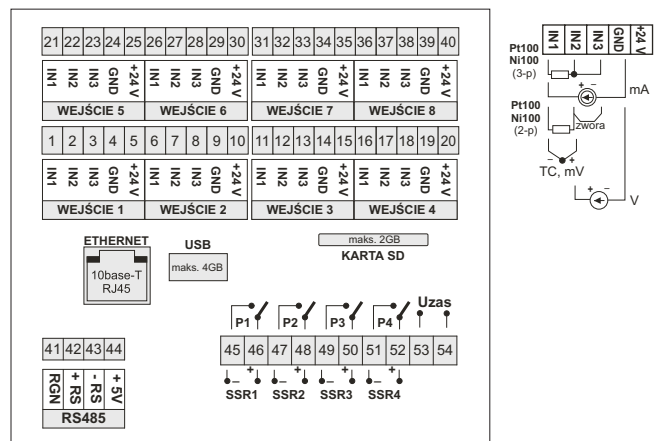 21 22 23 24 25 26 27 28 29 30 31 32 33 34 35 36 37 38 39 40
IN1 IN2 IN3 GND +24 V IN1 IN2 IN3 GND +24 V IN1 IN2 IN3 GND +24 V IN1 IN2 IN3 GND +24 V
WEJŚCIE 5 WEJŚCIE 6 WEJŚCIE 7 WEJŚCIE 8
1 2 3 4 5 6 7 8 9 10 11 12 13 14 15 16 17 18 19 20
IN1 IN2 IN3 GND +24 V IN1 IN2 IN3 GND +24 V IN1 IN2 IN3 GND +24 V IN1 IN2 IN3 GND +24 V
WEJŚCIE 1 WEJŚCIE 2 WEJŚCIE 3 WEJŚCIE 4
ETHERNET
10base-T
RJ45
USB
maks. 4GB
maks. 2GB
KARTA SD
P1 P2 P3 P4 Uzas
41 42 43 44
45 46 47 48 49 50 51 52 53 54
RGN + RS - RS + 5V
RS485
– + – + – + – +
SSR1 SSR2 SSR3 SSR4
IN1 IN2 IN3 GND +24 V
Pt100
Ni100
(3-p)
+ –
mA
Pt100
Ni100
(2-p)
zwora
– +
TC, mV
+ –
V